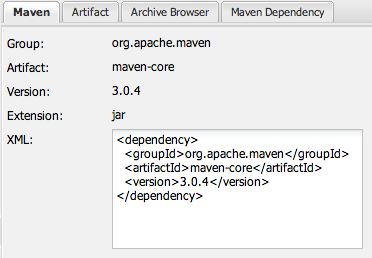 Maven Artifact Archive Browser Maven Dependency
Group: org.apache.maven
Artifact: maven-core
Version: 3.0.4
Extension: jar
XML: <dependency>
<groupId>org.apache.maven</groupId>
<artifactId>maven-core</artifactId>
<version>3.0.4</version>
</dependency>